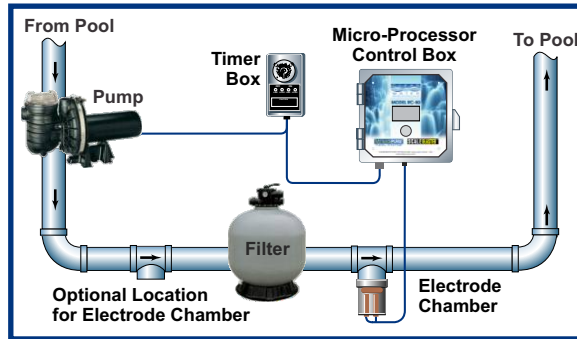 From Pool
Pump
Timer
Box
Micro-Processor
Control Box
To Pool
Filter
Optional Location
for Electrode Chamber
Electrode
Chamber